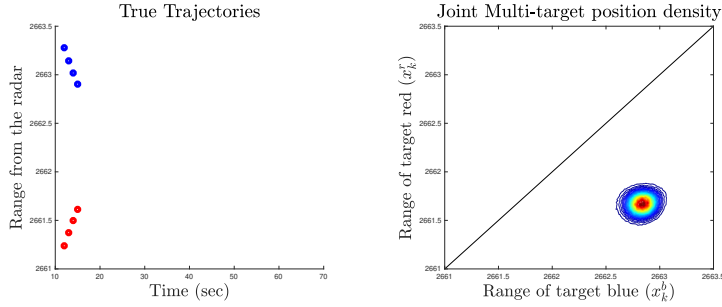 True Trajectories
Range from the radar
2663.5
2663
2662.5
2662
2661.5
2661
10 20 30 40 50 60 70
Time (sec)
Joint Multi-target position density
Range of target red (x_k^r)
2663.5
2663
2662.5
2662
2661.5
2661
2661 2661.5 2662 2662.5 2663 2663.5
Range of target blue (x_k^b)